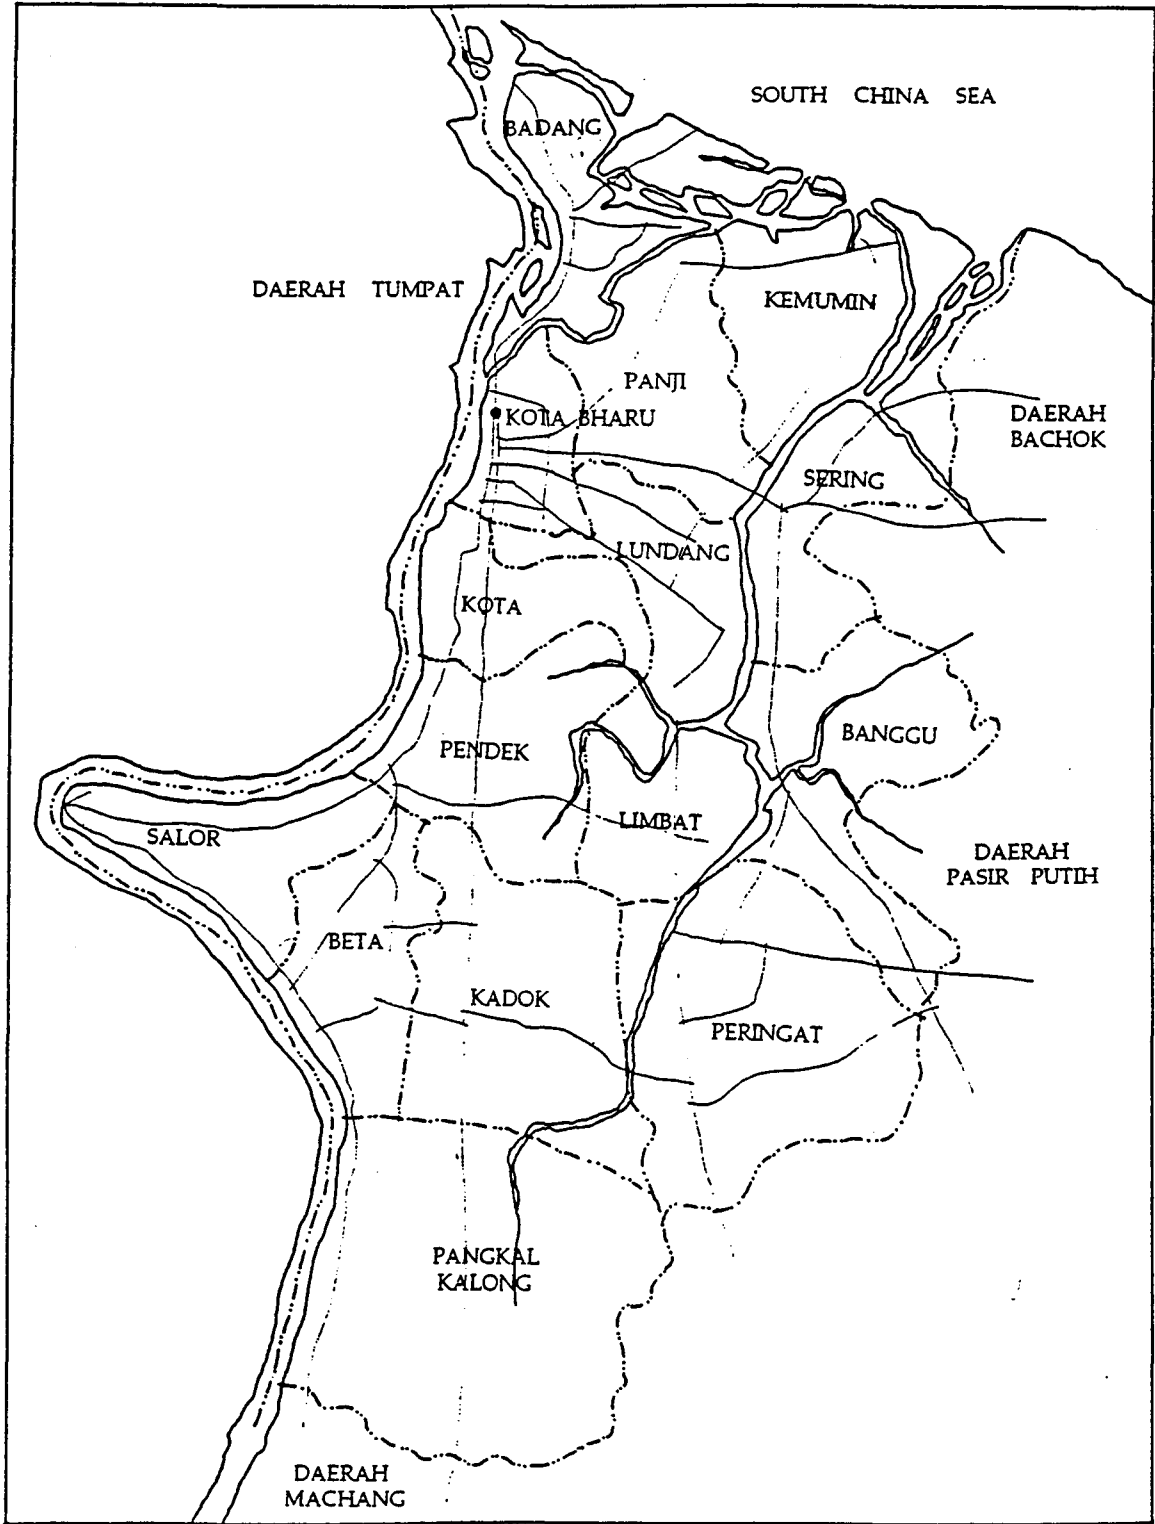 SOUTH CHINA SEA
BADANG
DAERAH TUMPAT
KEMUMIN
PANJI
KOTA BHARU
DAERAH
BACHOK
SERING
LUNDANG
KOTA
BANGGU
PENDEK
LIMBAT
SALOR
DAERAH
PASIR PUTIH
BETA
KADOK
PERINGAT
PANGKAL
KALONG
DAERAH
MACHANG